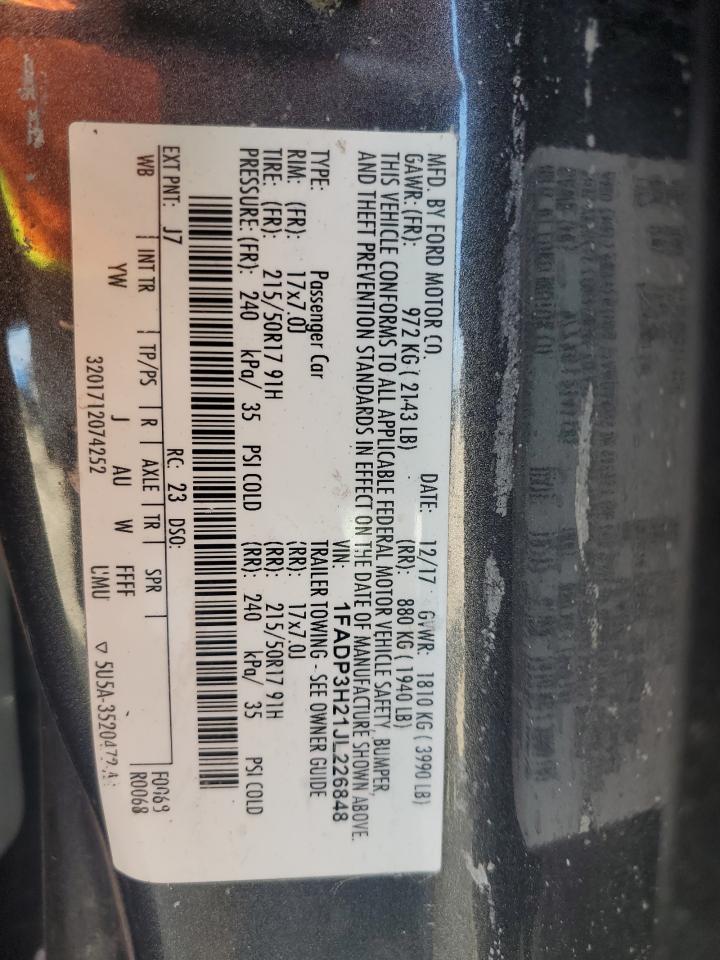 MFD. BY FORD MOTOR CO.
DATE: 12/17 GVWR: 1810 KG ( 3990 LB)
GAWR: (FR): 972 KG ( 2143 LB) (RR): 880 KG ( 1940 LB)
THIS VEHICLE CONFORMS TO ALL APPLICABLE FEDERAL MOTOR VEHICLE SAFETY, BUMPER,
AND THEFT PREVENTION STANDARDS IN EFFECT ON THE DATE OF MANUFACTURE SHOWN ABOVE.
VIN: 1FADP3H21JL226848
TYPE: Passenger Car TRAILER TOWING - SEE OWNER GUIDE
RIM: (FR): 17x7.0J (RR): 17x7.0J
TIRE: (FR): 215/50R17 91H (RR): 215/50R17 91H
PRESSURE: (FR): 240 kPa/ 35 PSI COLD (RR): 240 kPa/ 35 PSI COLD
F0069
EXT PNT: J7 RC: 23 DSO: R0068
WB INT TR TP/PS R AXLE TR SPR
YW J AU W FFFF
3201712074252 UMU ▽ 5U5A-3520472-A